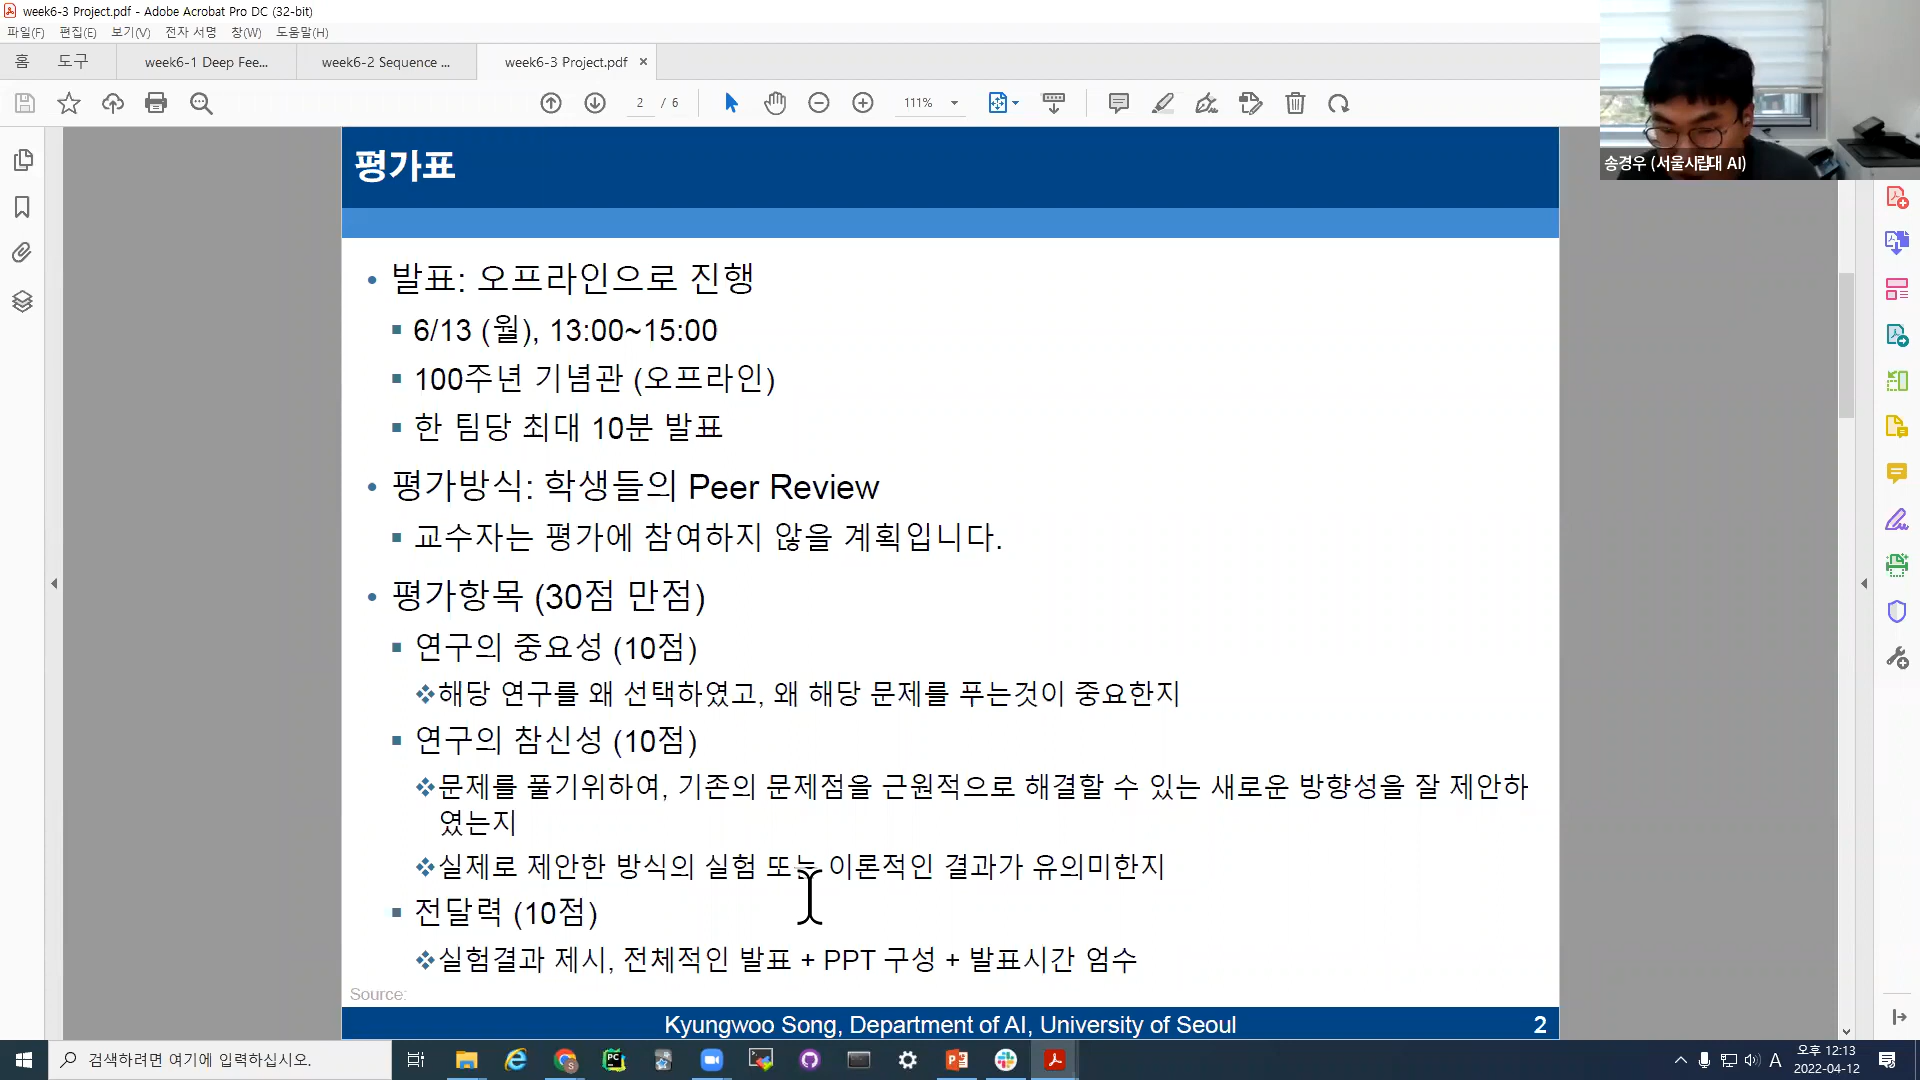 week6-3 Project.pdf - Adobe Acrobat Pro DC (32-bit)
파일(F) 편집(E) 보기(V) 전자 서명 창(W) 도움말(H)
홈 도구 week6-1 Deep Fee... week6-2 Sequence ... week6-3 Project.pdf ×
2 / 6 111%
송경우 (서울시립대 AI)
평가표
• 발표: 오프라인으로 진행
▪ 6/13 (월), 13:00~15:00
▪ 100주년 기념관 (오프라인)
▪ 한 팀당 최대 10분 발표
• 평가방식: 학생들의 Peer Review
▪ 교수자는 평가에 참여하지 않을 계획입니다.
• 평가항목 (30점 만점)
▪ 연구의 중요성 (10점)
❖해당 연구를 왜 선택하였고, 왜 해당 문제를 푸는것이 중요한지
▪ 연구의 참신성 (10점)
❖문제를 풀기위하여, 기존의 문제점을 근원적으로 해결할 수 있는 새로운 방향성을 잘 제안하
였는지
❖실제로 제안한 방식의 실험 또는 이론적인 결과가 유의미한지
▪ 전달력 (10점)
❖실험결과 제시, 전체적인 발표 + PPT 구성 + 발표시간 엄수
Source:
Kyungwoo Song, Department of AI, University of Seoul 2
검색하려면 여기에 입력하십시오.
A 오후 12:13
2022-04-12